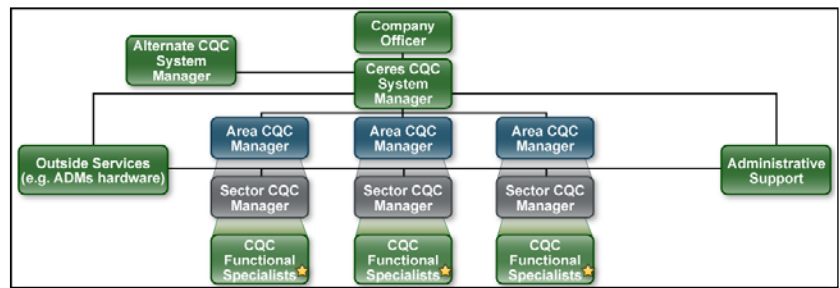 Company
Officer
Alternate CQC
System
Manager
Ceres CQC
System
Manager
Area CQC
Manager
Area CQC
Manager
Area CQC
Manager
Outside Services
(e.g. ADMs hardware)
Administrative
Support
Sector CQC
Manager
Sector CQC
Manager
Sector CQC
Manager
CQC
Functional
Specialists
CQC
Functional
Specialists
CQC
Functional
Specialists